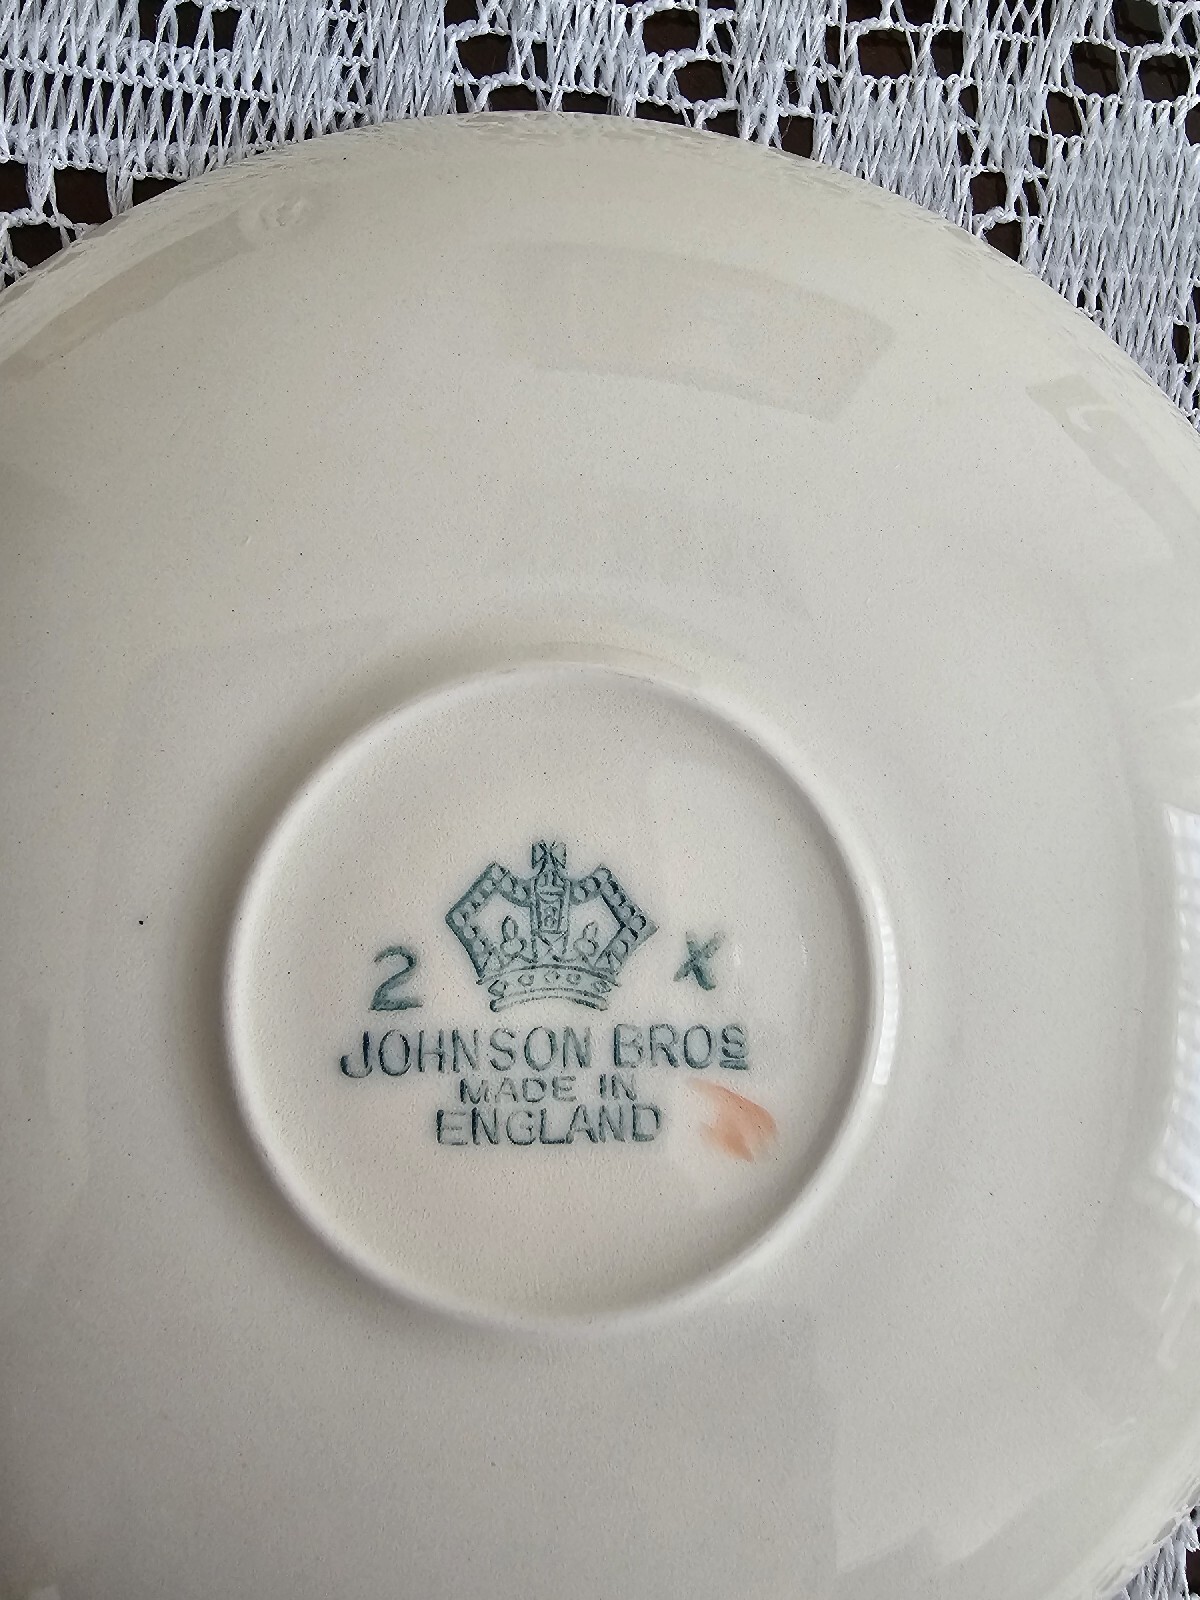 2 X
JOHNSON BROS
MADE IN
ENGLAND